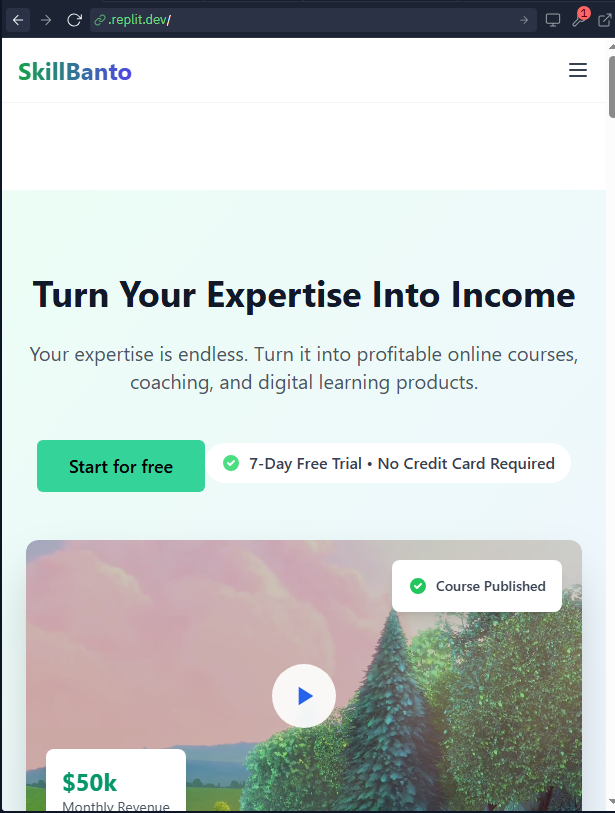 .replit.dev/
1
SkillBanto
Turn Your Expertise Into Income
Your expertise is endless. Turn it into profitable online courses,
coaching, and digital learning products.
Start for free
7-Day Free Trial • No Credit Card Required
Course Published
$50k
Monthly Revenue